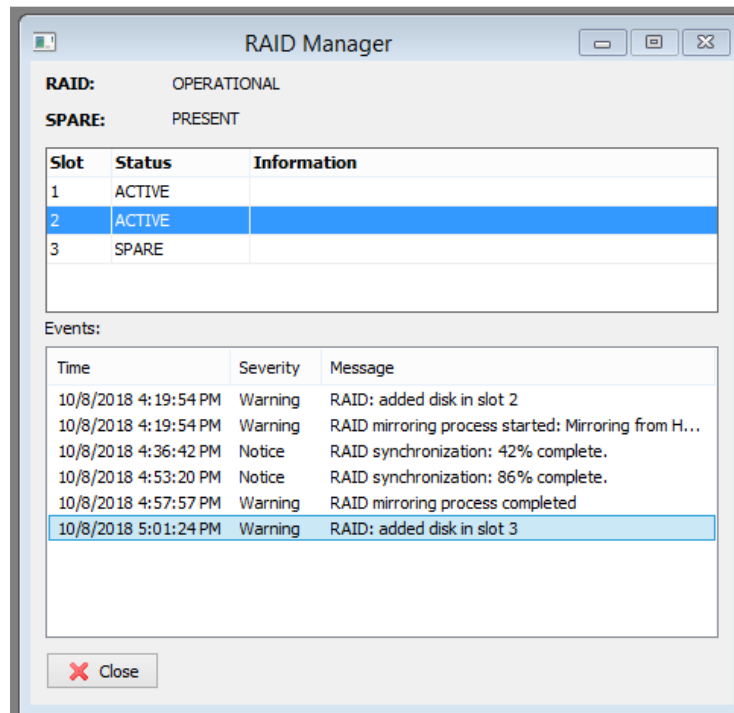 RAID Manager
RAID: OPERATIONAL
SPARE: PRESENT
Slot Status Information
1 ACTIVE
2 ACTIVE
3 SPARE
Events:
Time Severity Message
10/8/2018 4:19:54 PM Warning RAID: added disk in slot 2
10/8/2018 4:19:54 PM Warning RAID mirroring process started: Mirroring from H...
10/8/2018 4:36:42 PM Notice RAID synchronization: 42% complete.
10/8/2018 4:53:20 PM Notice RAID synchronization: 86% complete.
10/8/2018 4:57:57 PM Warning RAID mirroring process completed
10/8/2018 5:01:24 PM Warning RAID: added disk in slot 3
Close